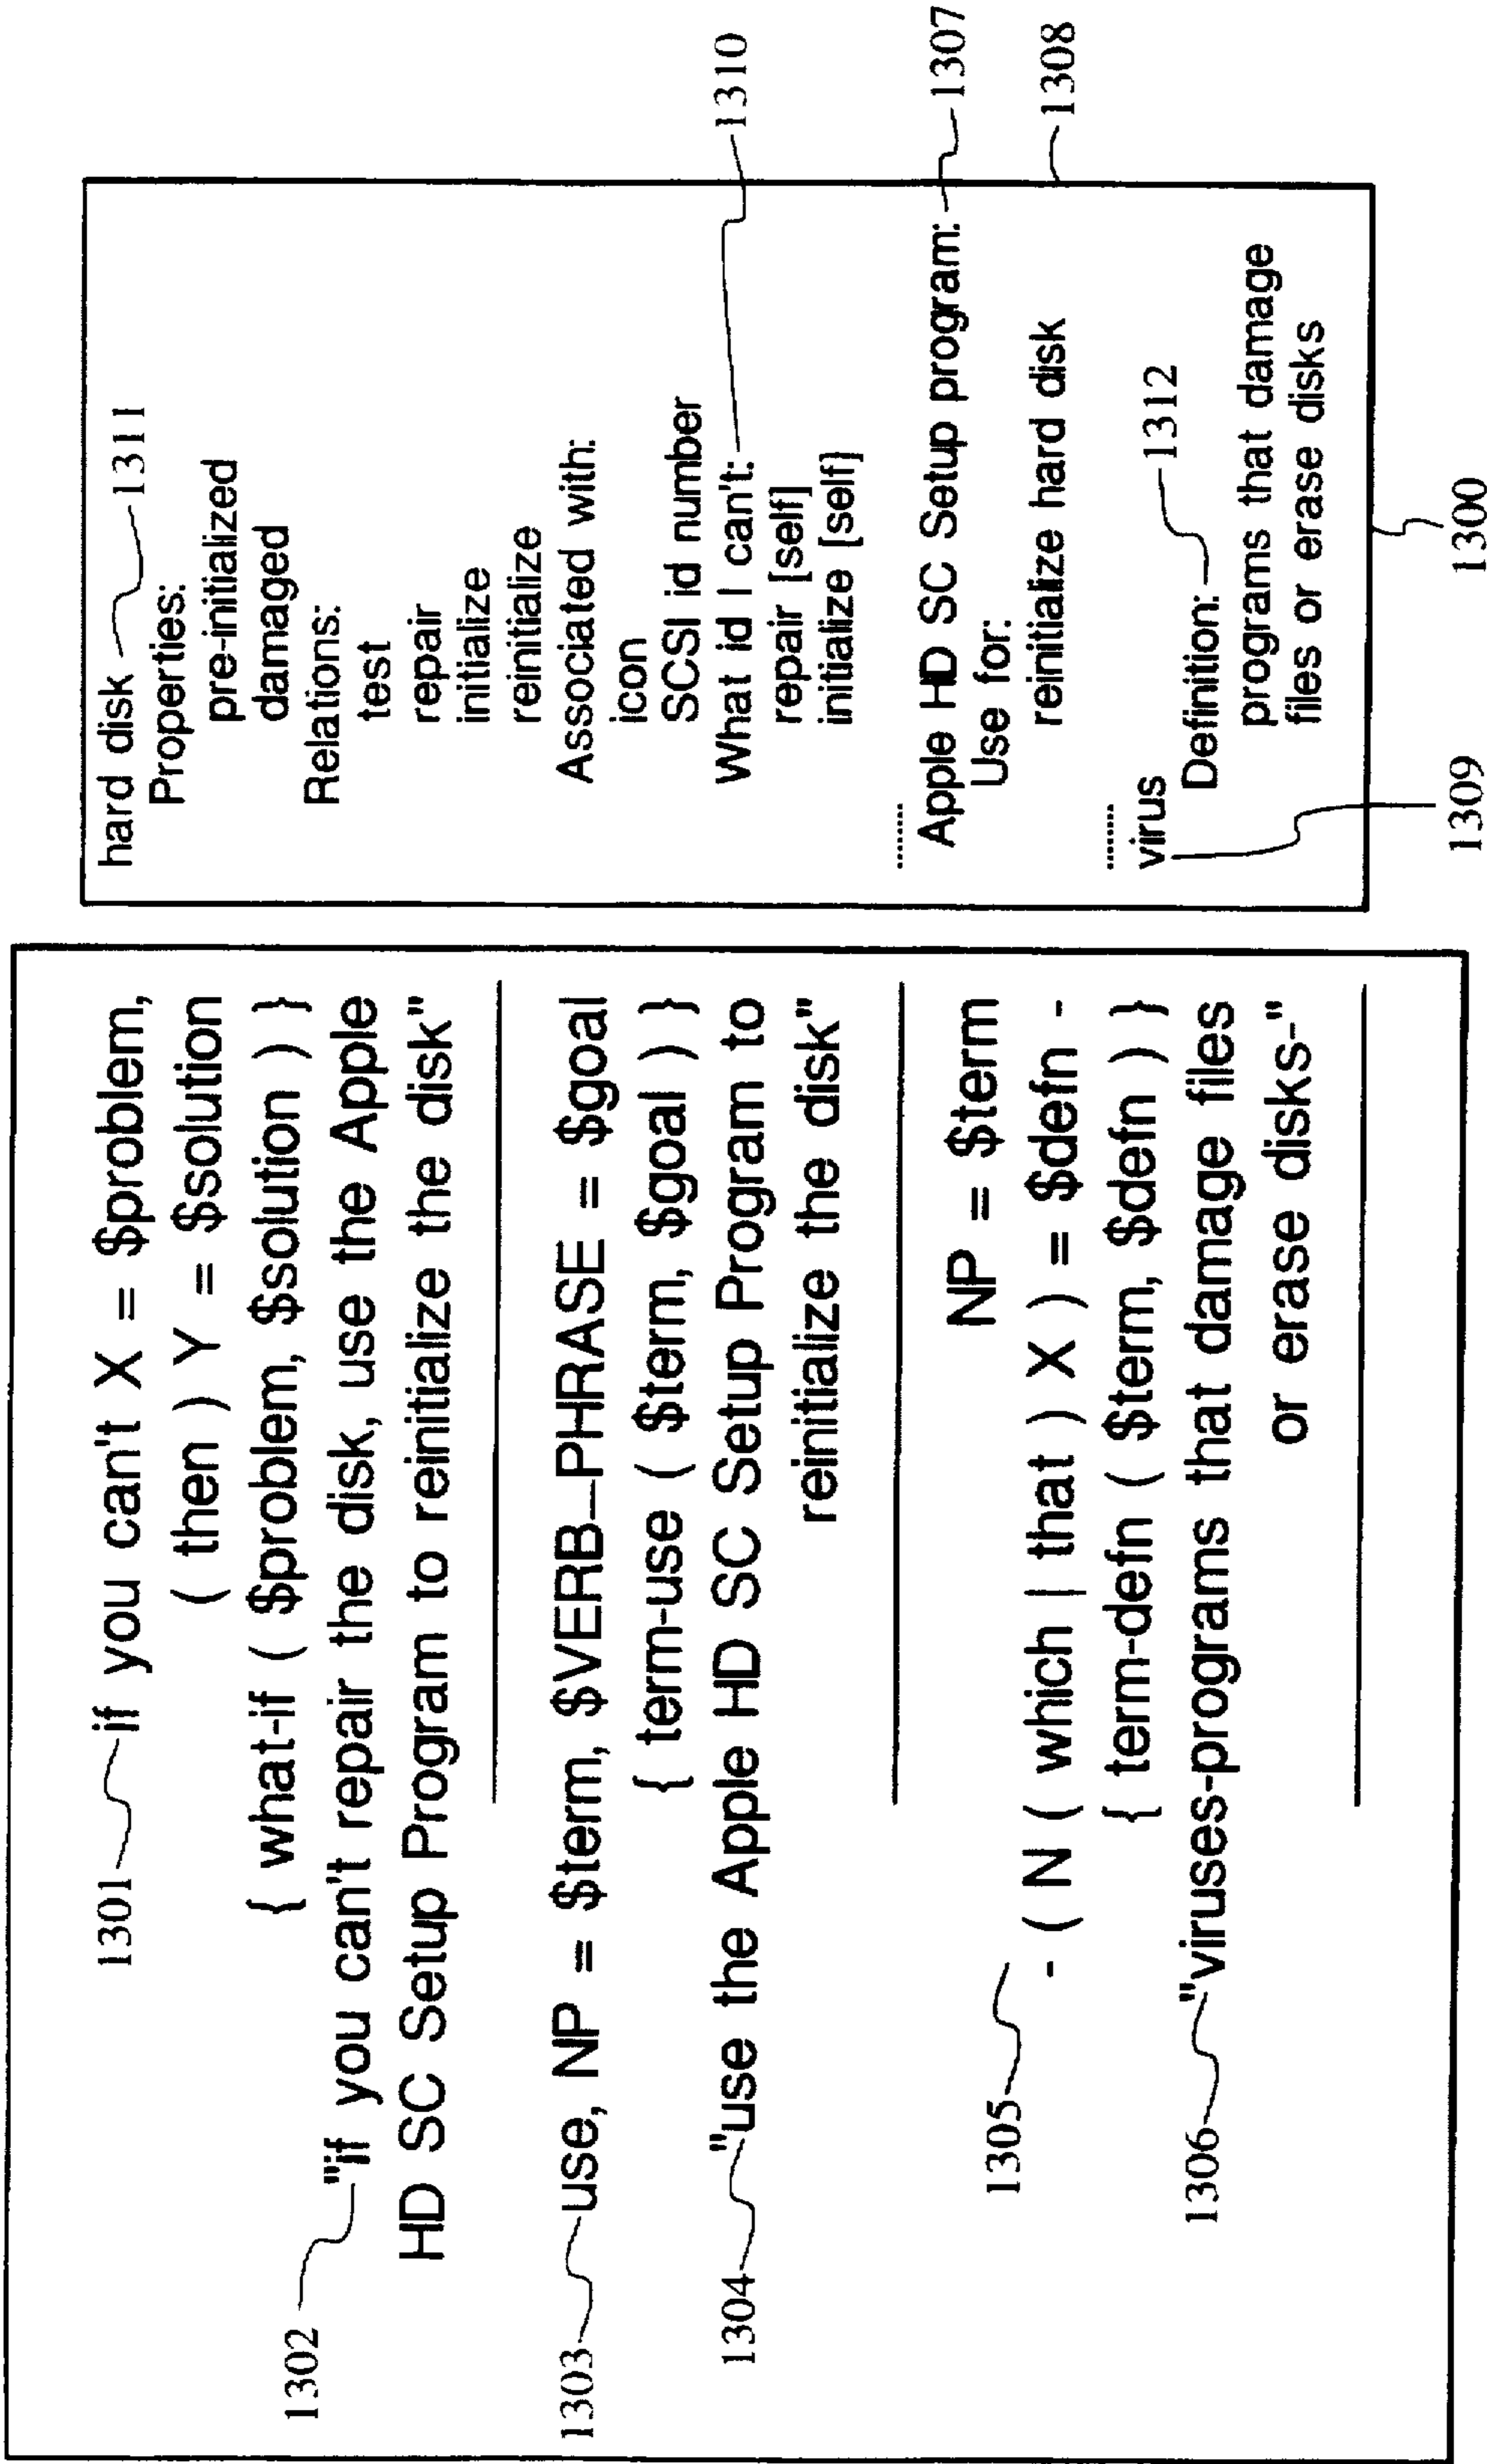 1301 if you can't X = $problem,
( then ) Y = $solution
{ what-if ( $problem, $solution ) }
1302 "if you can't repair the disk, use the Apple
HD SC Setup Program to reinitialize the disk"
1303 use, NP = $term, $VERB–PHRASE = $goal
{ term-use ( $term, $goal ) }
1304 "use the Apple HD SC Setup Program to
reinitialize the disk"
NP = $term
1305 - ( N ( which | that ) X ) = $defn -
{ term-defn ( $term, $defn ) }
1306 "viruses-programs that damage files
or erase disks-"
hard disk 1311
Properties:
pre-initialized
damaged
Relations:
test
repair
initialize
reinitialize
Associated with:
icon
SCSI id number
What id I can't: 1310
repair [self]
initialize [self]
........
Apple HD SC Setup program: 1307
Use for:
reinitialize hard disk
1308
........
virus
Definition: 1312
programs that damage
files or erase disks
1309
1300